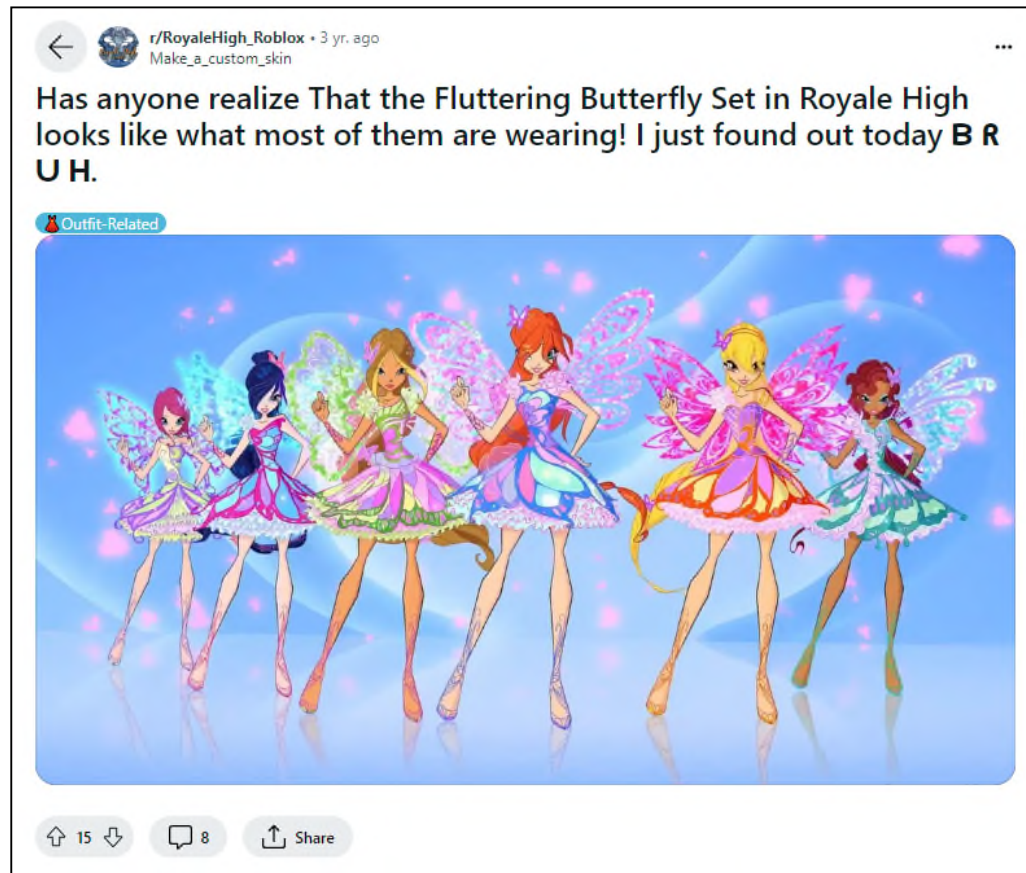 r/RoyaleHigh_Roblox • 3 yr. ago
Make_a_custom_skin
Has anyone realize That the Fluttering Butterfly Set in Royale High
looks like what most of them are wearing! I just found out today B R
U H.
Outfit-Related
15
8
Share